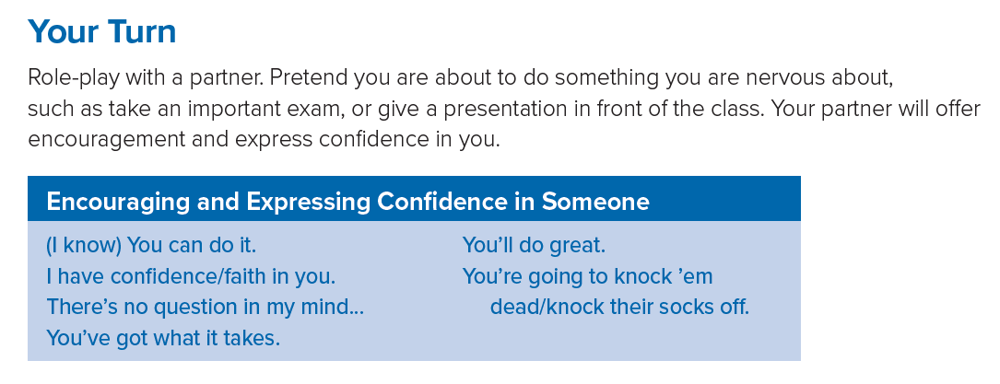 Your Turn
Role-play with a partner. Pretend you are about to do something you are nervous about,
such as take an important exam, or give a presentation in front of the class. Your partner will offer
encouragement and express confidence in you.
Encouraging and Expressing Confidence in Someone
(I know) You can do it.
I have confidence/faith in you.
There's no question in my mind...
You've got what it takes.
You'll do great.
You're going to knock ’em
dead/knock their socks off.